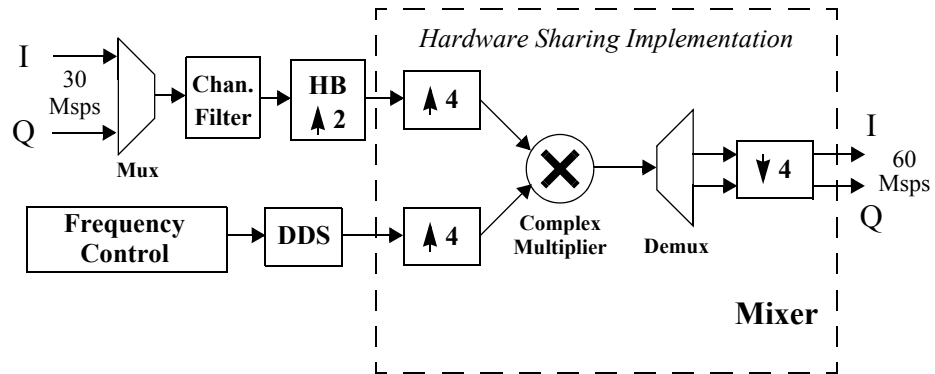 Hardware Sharing Implementation
I
30
Msps
Q
Mux
Chan.
Filter
HB
2
4
Complex
Multiplier
Demux
4
I
60
Msps
Q
Frequency
Control
DDS
4
Mixer